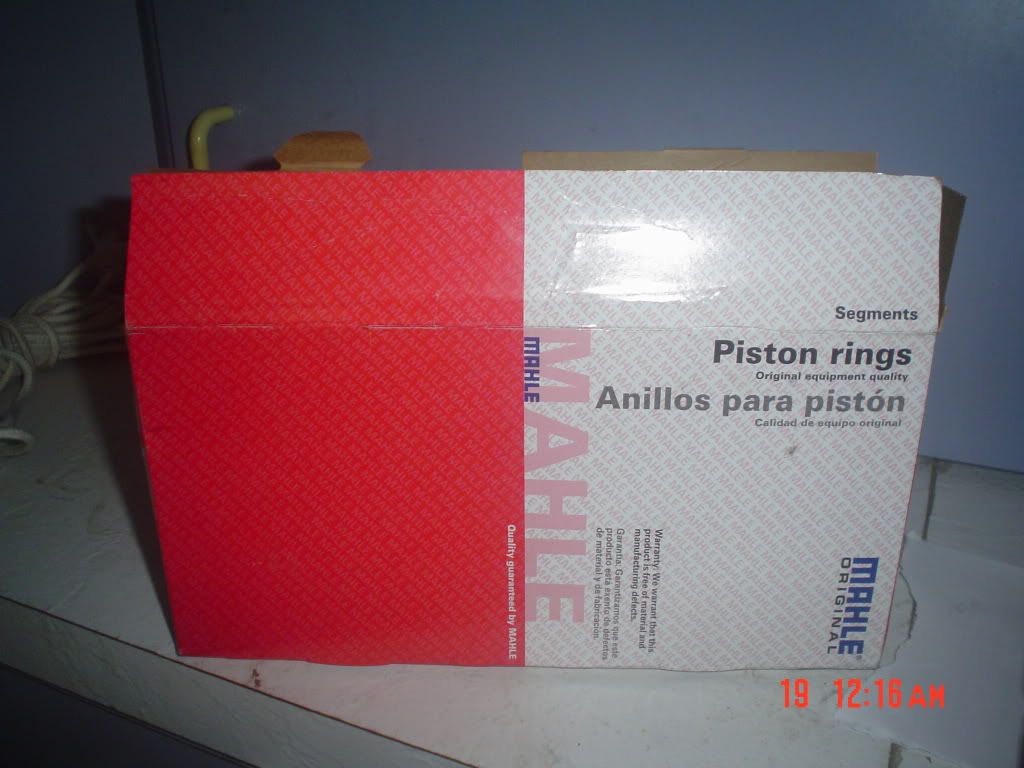 Segments
Piston rings
Original equipment quality
Anillos para pistón
Calidad de equipo original
MAHLE
MAHLE
Quality guaranteed by MAHLE
Warranty: We warrant that this
product is free of material and
manufacturing defects.
Garantía: Garantizamos que este
producto está exento de defectos
de material y de fabricación.
MAHLE®
ORIGINAL
19 12:16 AM